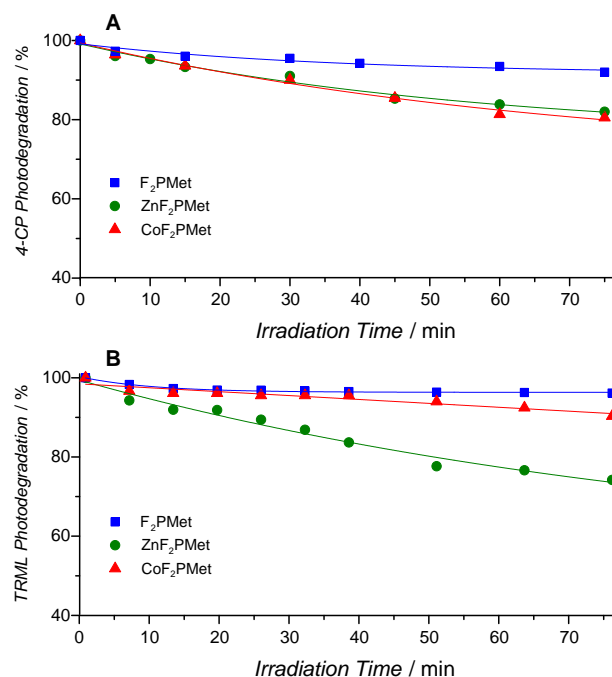 A
4-CP Photodegradation / %
100
80
60
40
F₂PMet
ZnF₂PMet
CoF₂PMet
0 10 20 30 40 50 60 70
Irradiation Time / min
B
TRML Photodegradation / %
100
80
60
40
F₂PMet
ZnF₂PMet
CoF₂PMet
0 10 20 30 40 50 60 70
Irradiation Time / min